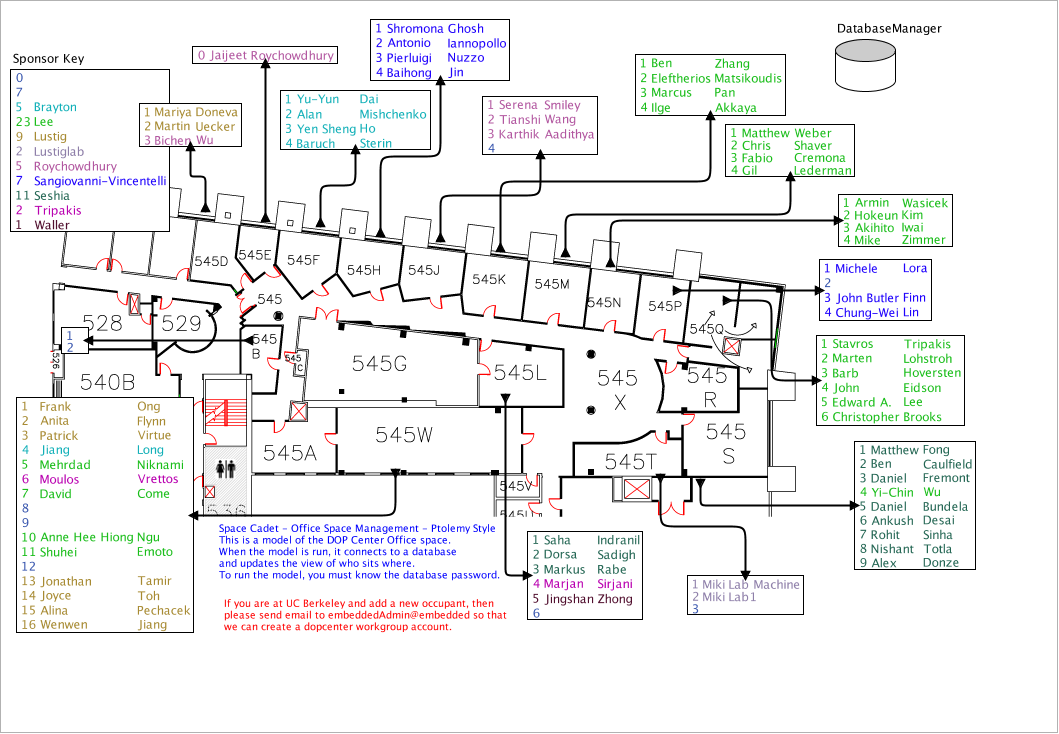 DatabaseManager
Sponsor Key
0
7
5 Brayton
23 Lee
9 Lustig
2 Lustiglab
5 Roychowdhury
7 Sangiovanni-Vincentelli
11 Seshia
2 Tripakis
1 Waller
0 Jaijeet Roychowdhury
1 Shromona Ghosh
2 Antonio Iannopollo
3 Pierluigi Nuzzo
4 Baihong Jin
1 Mariya Doneva
2 Martin Uecker
3 Bichen Wu
1 Yu-Yun Dai
2 Alan Mishchenko
3 Yen Sheng Ho
4 Baruch Sterin
1 Serena Smiley
2 Tianshi Wang
3 Karthik Aadithya
4
1 Ben Zhang
2 Eleftherios Matsikoudis
3 Marcus Pan
4 Ilge Akkaya
1 Matthew Weber
2 Chris Shaver
3 Fabio Cremona
4 Gil Lederman
1 Armin Wasicek
2 Hokeun Kim
3 Akihito Iwai
4 Mike Zimmer
1 Michele Lora
2
3 John Butler Finn
4 Chung-Wei Lin
1 Stavros Tripakis
2 Marten Lohstroh
3 Barb Hoversten
4 John Eidson
5 Edward A. Lee
6 Christopher Brooks
545D
545E
545F
545H
545J
545K
545M
545N
545P
545Q
528
529
545
545
B
545
C
545G
545L
545
X
545
R
1
2
526
540B
545A
545W
545T
545
S
545V
1 Frank Ong
2 Anita Flynn
3 Patrick Virtue
4 Jiang Long
5 Mehrdad Niknami
6 Moulos Vrettos
7 David Come
8
9
10 Anne Hee Hiong Ngu
11 Shuhei Emoto
12
13 Jonathan Tamir
14 Joyce Toh
15 Alina Pechacek
16 Wenwen Jiang
1 Matthew Fong
2 Ben Caulfield
3 Daniel Fremont
4 Yi-Chin Wu
5 Daniel Bundela
6 Ankush Desai
7 Rohit Sinha
8 Nishant Totla
9 Alex Donze
Space Cadet - Office Space Management - Ptolemy Style
This is a model of the DOP Center Office space.
When the model is run, it connects to a database
and updates the view of who sits where.
To run the model, you must know the database password.
If you are at UC Berkeley and add a new occupant, then
please send email to embeddedAdmin@embedded so that
we can create a dopcenter workgroup account.
1 Saha Indranil
2 Dorsa Sadigh
3 Markus Rabe
4 Marjan Sirjani
5 Jingshan Zhong
6
1 Miki Lab Machine
2 Miki Lab1
3